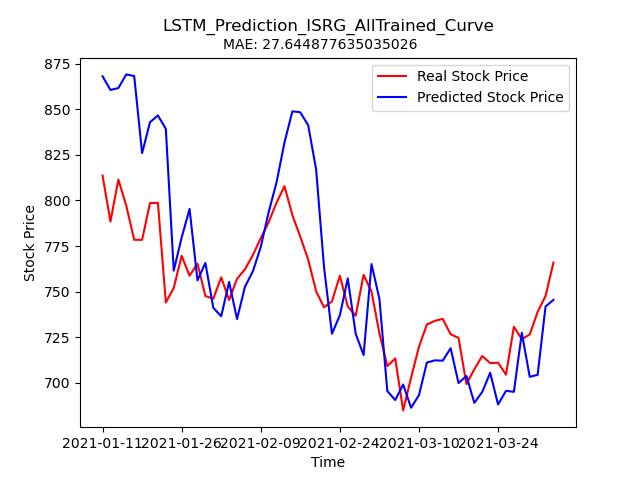 LSTM_Prediction_ISRG_AllTrained_Curve
MAE: 27.644877635035026
Real Stock Price
Predicted Stock Price
Stock Price
875
850
825
800
775
750
725
700
2021-01-11 2021-01-26 2021-02-09 2021-02-24 2021-03-10 2021-03-24
Time